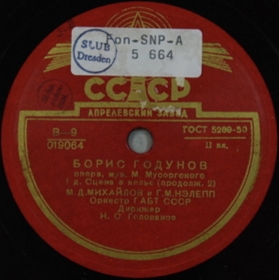 Fon-SNP-A
5 664
SLUB
Dresden
СССР
АПРЕЛЕВСКИЙ ЗАВОД
В—9
019064
ГОСТ 5289-50
II кл.
БОРИС ГОДУНОВ
опера, муз. М. Мусоргского
I д. Сцена в келье (продолж. 2)
М.Д.МИХАЙЛОВ и Г.М.НЭЛЕПП
Оркестр ГАБТ СССР
Дирижер
Н. С. Голованов